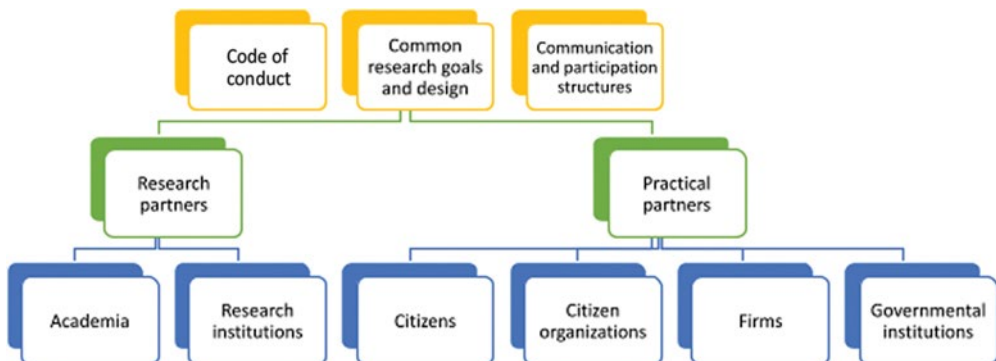 Code of
conduct
Common
research goals
and design
Communication
and participation
structures
Research
partners
Practical
partners
Academia
Research
institutions
Citizens
Citizen
organizations
Firms
Governmental
institutions